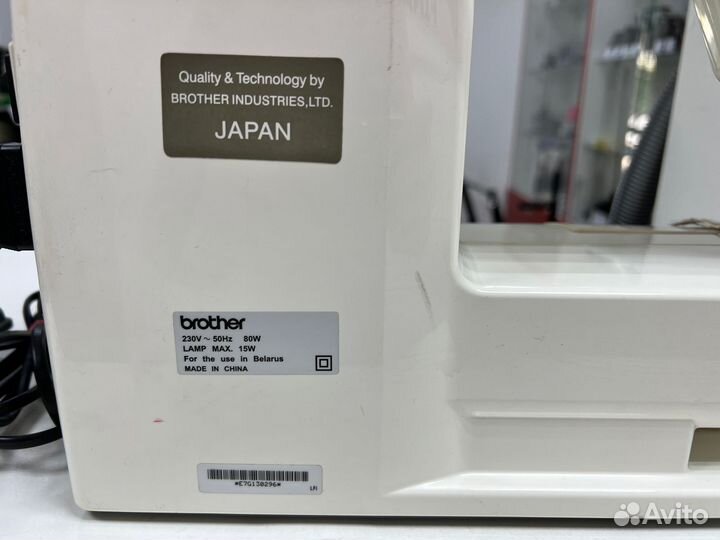 Quality & Technology by
BROTHER INDUSTRIES,LTD.
JAPAN
brother
230V ~ 50Hz 80W
LAMP MAX. 15W
For the use in Belarus
MADE IN CHINA
*E7G130296*
LFI
Avito